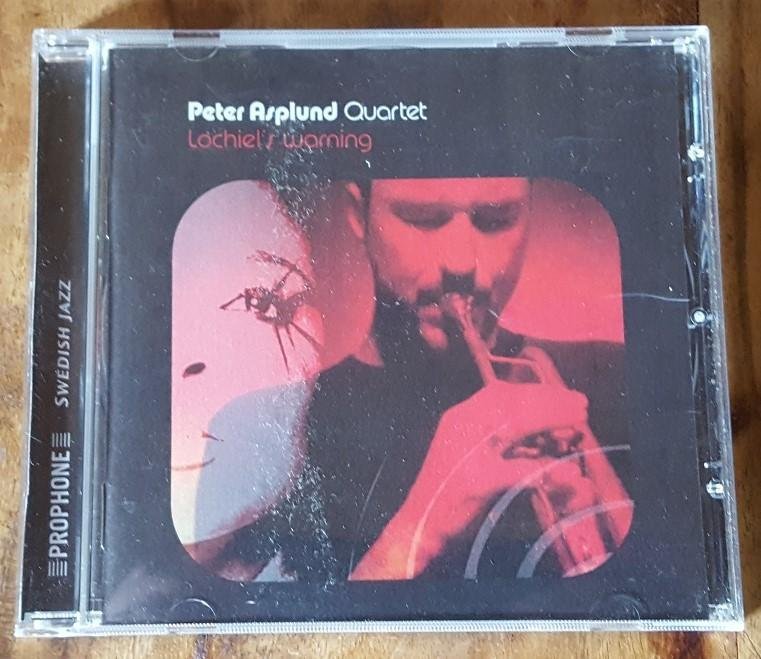 Peter Asplund Quartet
Lochiel's warning
PROPHONE
SWEDISH JAZZ